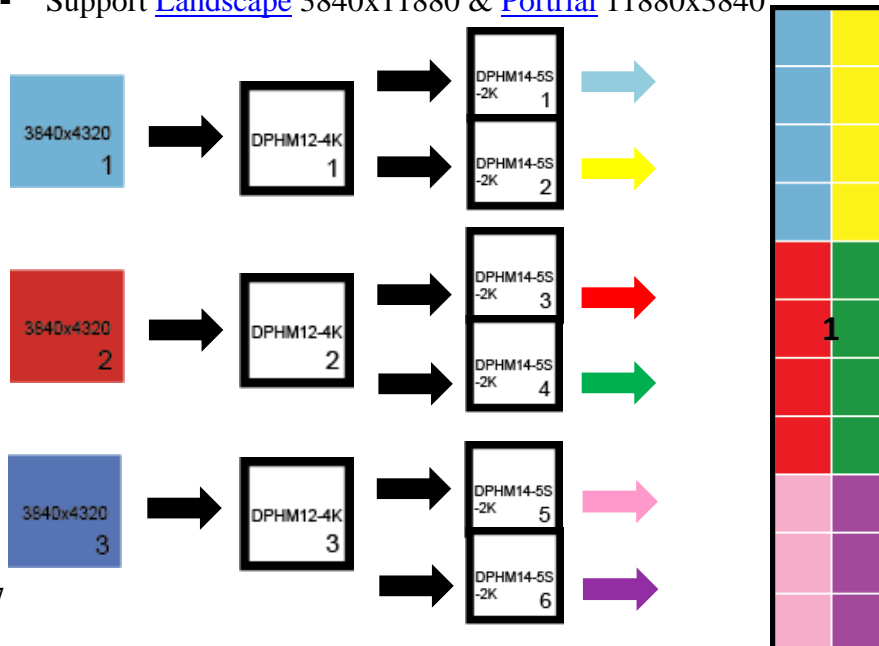 Support Landscape 3840x11880 & Portrial 11880x3840
3840x4320
1
DPHM12-4K
1
DPHM14-5S
-2K 1
DPHM14-5S
-2K 2
3840x4320
2
DPHM12-4K
2
DPHM14-5S
-2K 3
DPHM14-5S
-2K 4
1
3840x4320
3
DPHM12-4K
3
DPHM14-5S
-2K 5
DPHM14-5S
-2K 6